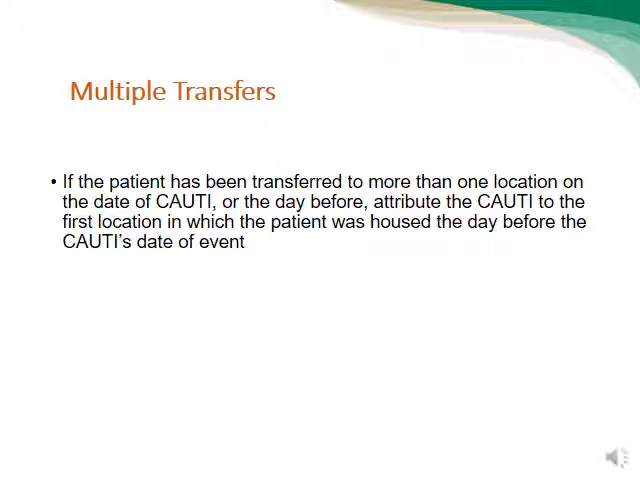 Multiple Transfers
• If the patient has been transferred to more than one location on
the date of CAUTI, or the day before, attribute the CAUTI to the
first location in which the patient was housed the day before the
CAUTI's date of event